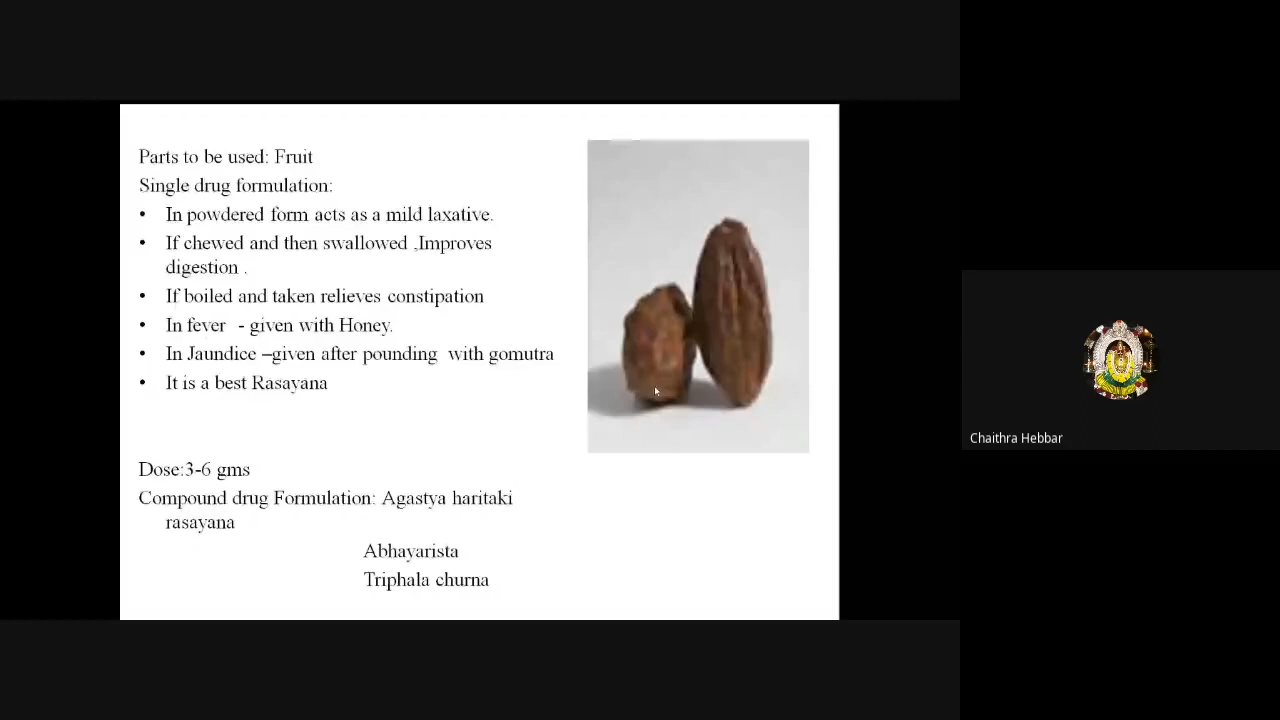 Parts to be used: Fruit
Single drug formulation:
• In powdered form acts as a mild laxative.
• If chewed and then swallowed ,Improves
digestion .
• If boiled and taken relieves constipation
• In fever - given with Honey.
• In Jaundice –given after pounding with gomutra
• It is a best Rasayana
Dose:3-6 gms
Compound drug Formulation: Agastya haritaki
rasayana
Abhayarista
Triphala churna
Chaithra Hebbar